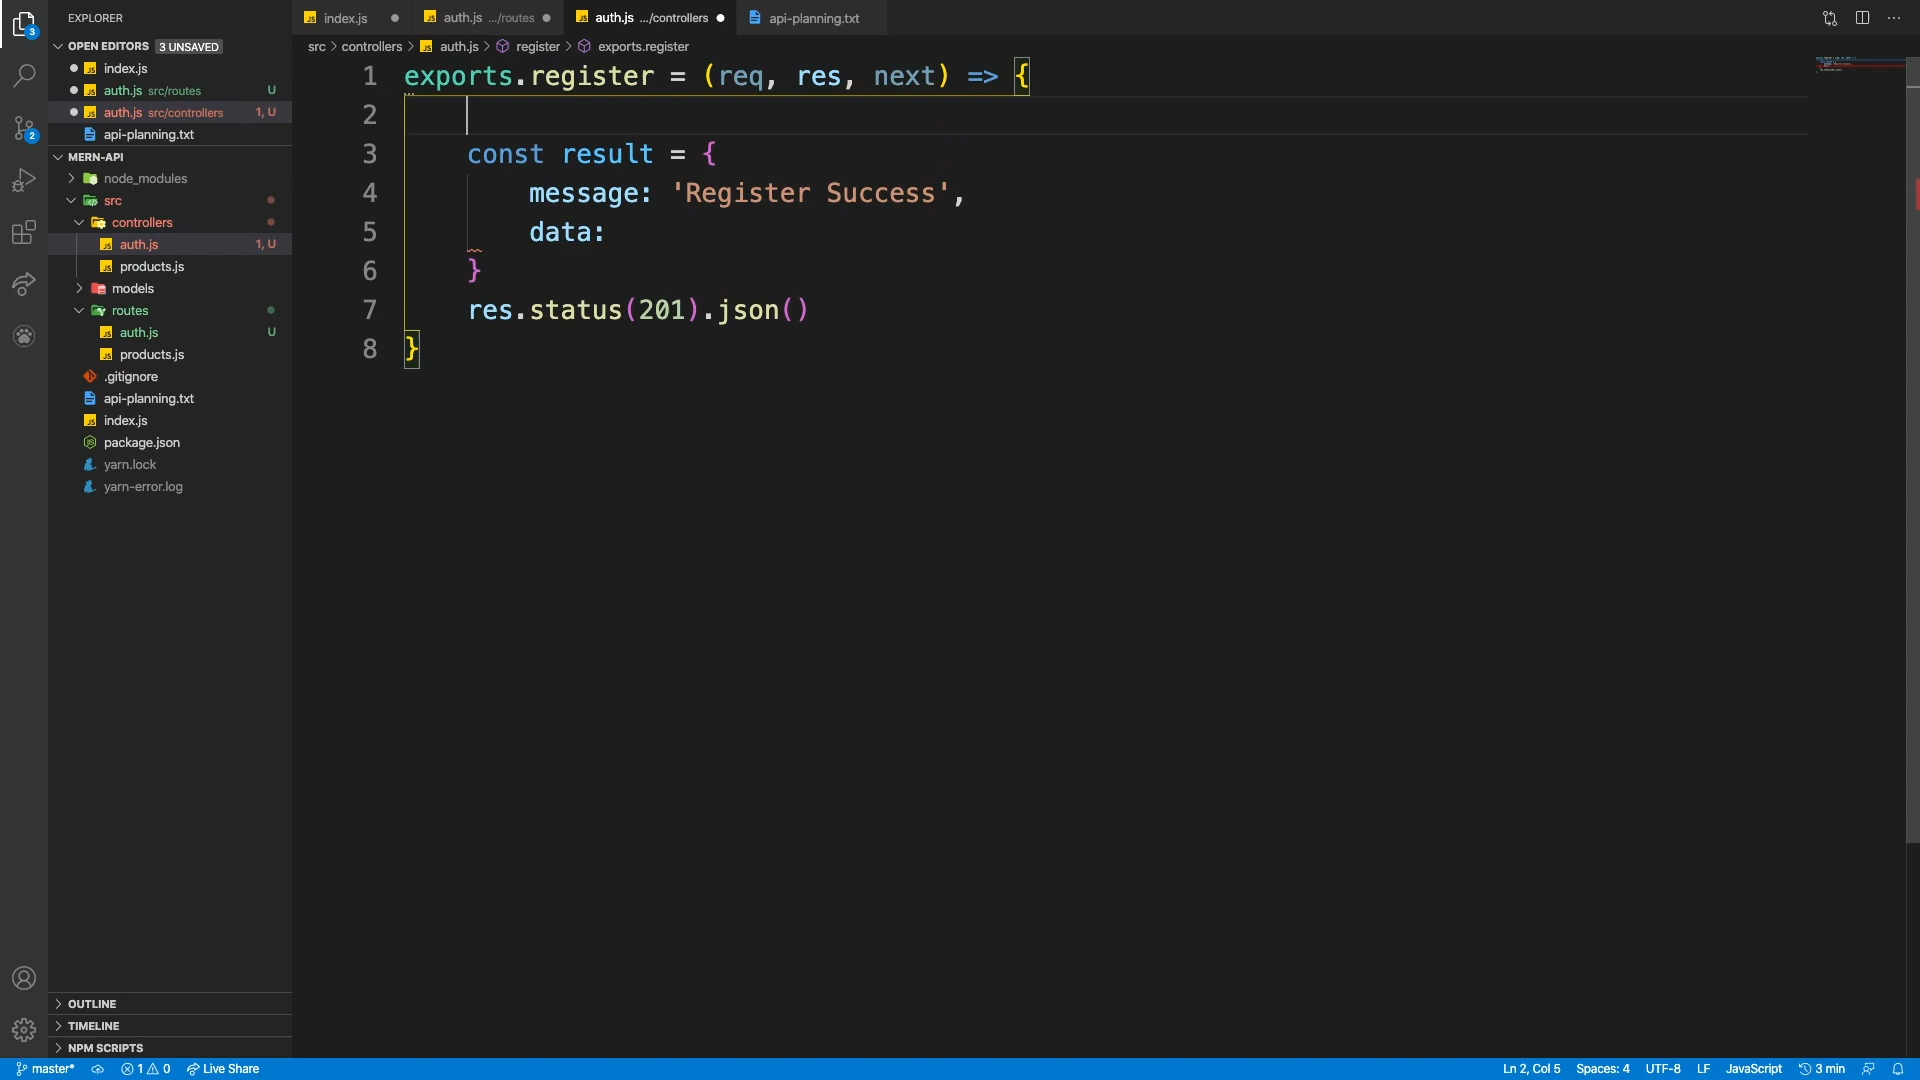 EXPLORER
index.js
auth.js .../routes
auth.js .../controllers
api-planning.txt
OPEN EDITORS 3 UNSAVED
src controllers auth.js register exports.register
index.js
auth.js src/routes U
auth.js src/controllers 1, U
api-planning.txt
MERN-API
node_modules
src
controllers
auth.js 1, U
products.js
models
routes
auth.js U
products.js
.gitignore
api-planning.txt
index.js
package.json
yarn.lock
yarn-error.log
OUTLINE
TIMELINE
NPM SCRIPTS
3
2
1 exports.register = (req, res, next) => {
2
3 const result = {
4 message: 'Register Success',
5 data:
6 }
7 res.status(201).json()
8 }
master* 1 0 Live Share
Ln 2, Col 5 Spaces: 4 UTF-8 LF JavaScript 3 min